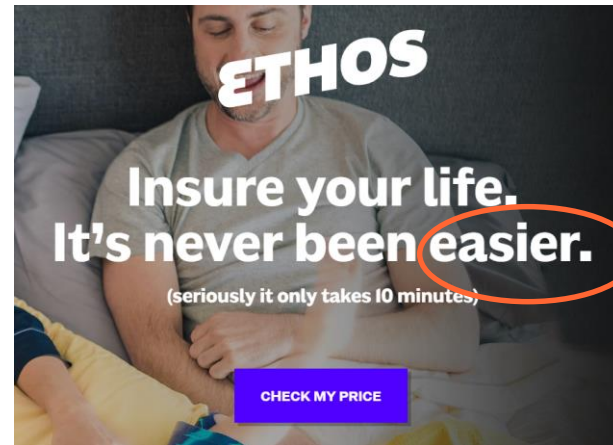 ETHOS
Insure your life.
It's never been easier.
(seriously it only takes 10 minutes)
CHECK MY PRICE